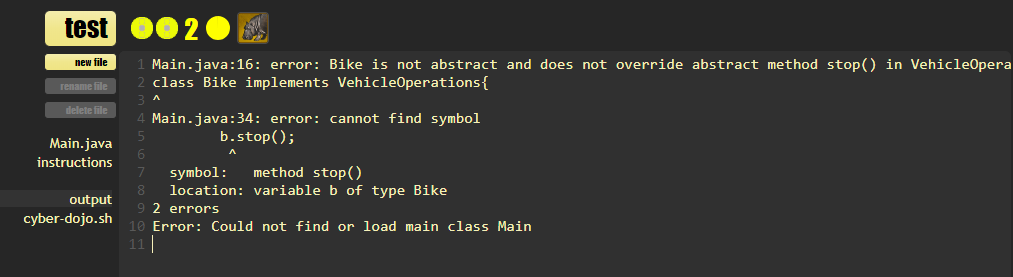 test
2
new file
rename file
delete file
Main.java
instructions
output
cyber-dojo.sh
1 Main.java:16: error: Bike is not abstract and does not override abstract method stop() in VehicleOpera
2 class Bike implements VehicleOperations{
3 ^
4 Main.java:34: error: cannot find symbol
5         b.stop();
6          ^
7   symbol:   method stop()
8   location: variable b of type Bike
9 2 errors
10 Error: Could not find or load main class Main
11